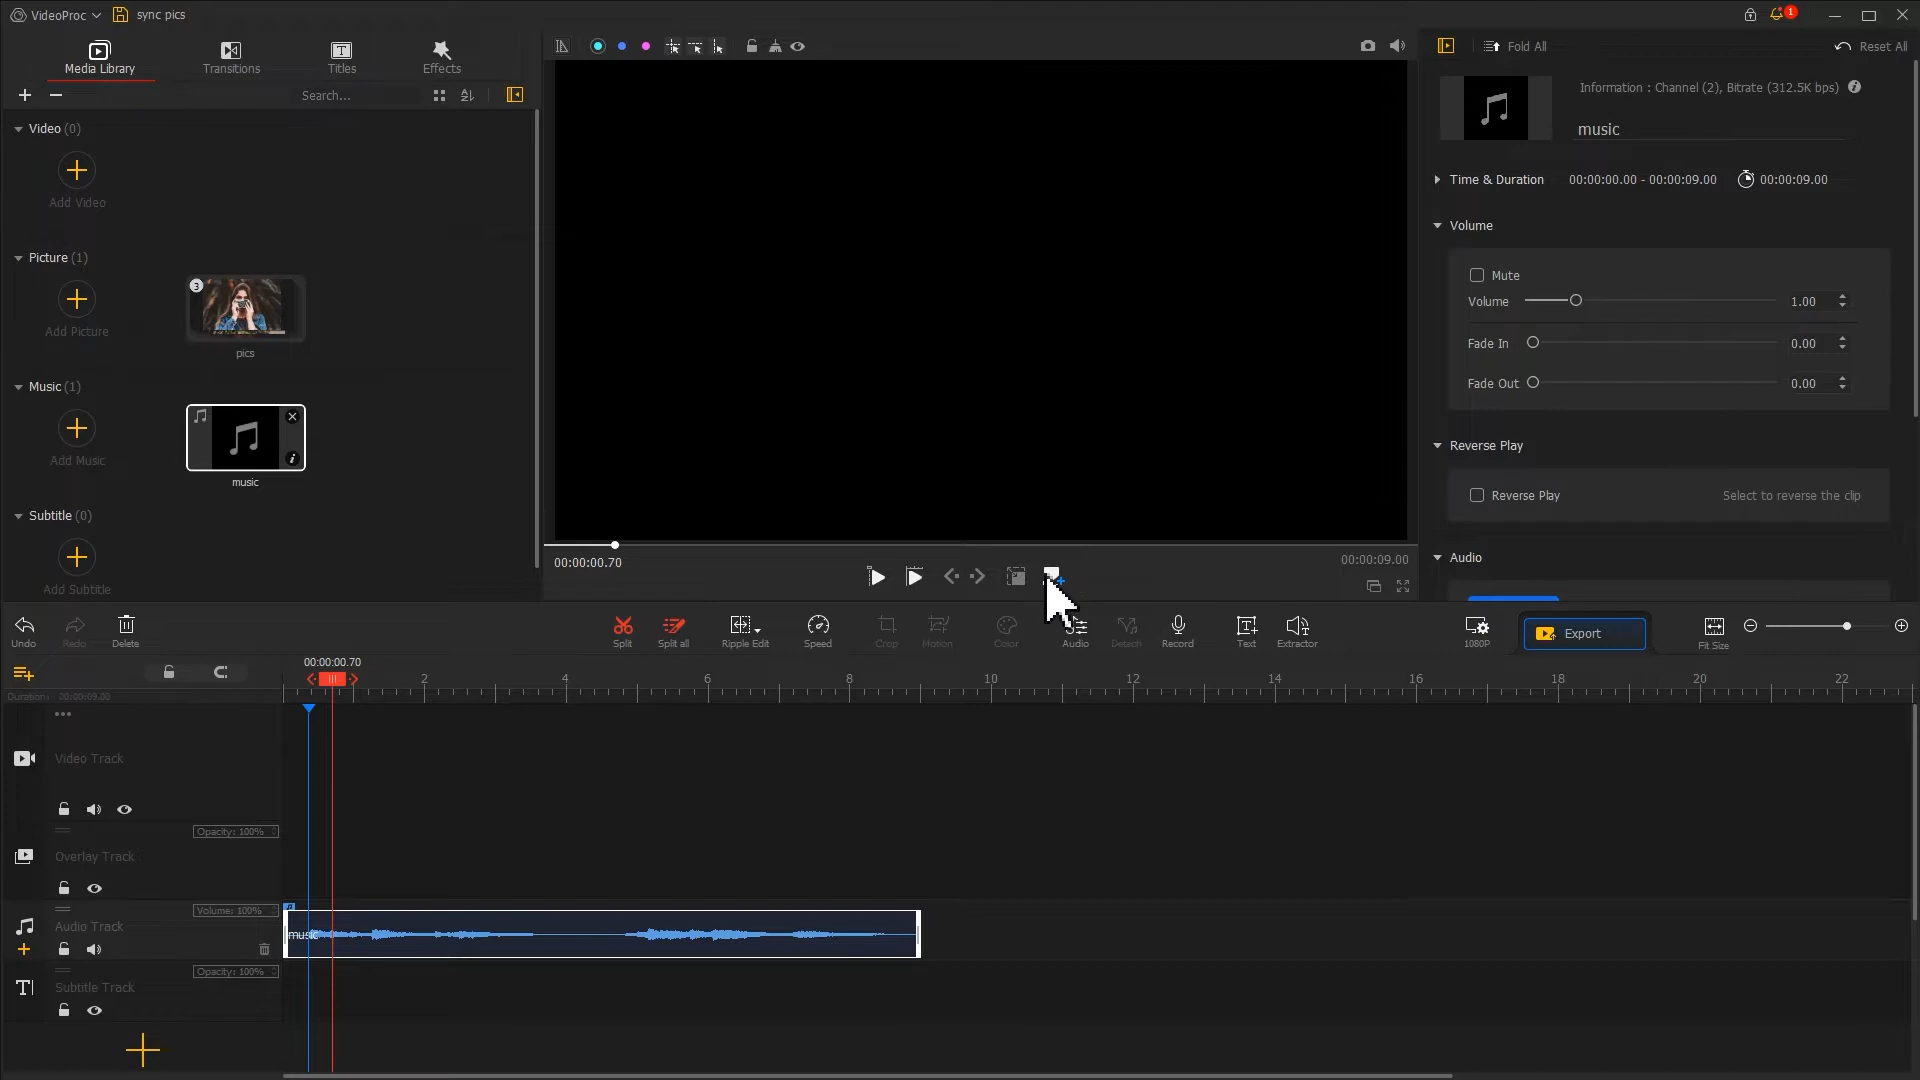 VideoProc
sync pics
1
Media Library
Transitions
Titles
Effects
Search...
Fold All
Reset All
Information : Channel (2), Bitrate (312.5K bps)
music
Video (0)
Add Video
Picture (1)
Add Picture
3
pics
Music (1)
Add Music
music
Subtitle (0)
Add Subtitle
Time & Duration
00:00:00.00 - 00:00:09.00
00:00:09.00
Volume
Mute
Volume
1.00
Fade In
0.00
Fade Out
0.00
Reverse Play
Reverse Play
Select to reverse the clip
Audio
00:00:00.70
00:00:09.00
Undo
Redo
Delete
Split
Split all
Ripple Edit
Speed
Crop
Motion
Color
Audio
Detach
Record
Text
Extractor
1080P
Export
Fit Size
00:00:00.70
2 4 6 8 10 12 14 16 18 20 22
Duration: 00:00:09.00
Video Track
Opacity: 100%
Overlay Track
Volume: 100%
Audio Track
music
Opacity: 100%
Subtitle Track